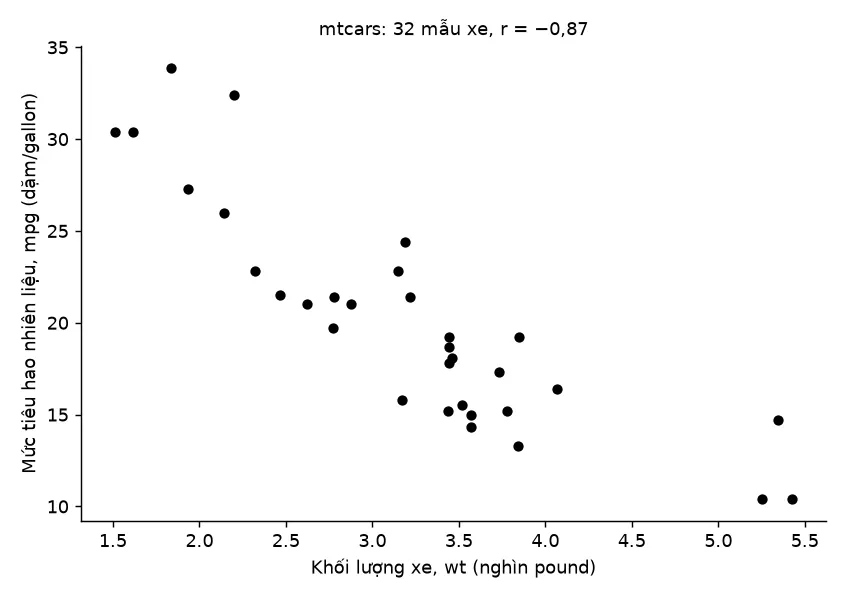 mtcars: 32 mẫu xe, r = −0,87
Mức tiêu hao nhiên liệu, mpg (dặm/gallon)
35
30
25
20
15
10
1.5 2.0 2.5 3.0 3.5 4.0 4.5 5.0 5.5
Khối lượng xe, wt (nghìn pound)